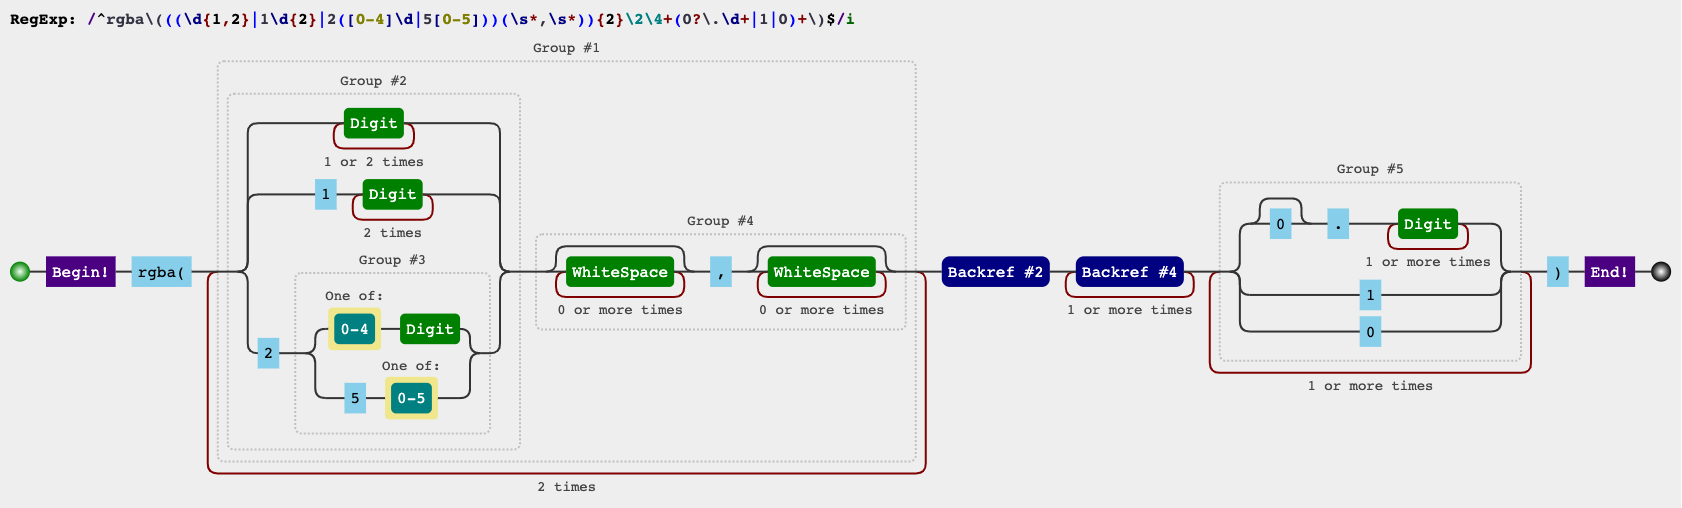 RegExp: /^rgba\(((\d{1,2}|1\d{2}|2([0-4]\d|5[0-5]))(\s*,\s*)){2}\2\4+(0?\.\d+|1|0)+\)$/i
Group #1
Group #2
Digit
1 or 2 times
1 Digit
2 times
Group #3
One of:
0-4 Digit
2
One of:
5 0-5
Group #4
WhiteSpace , WhiteSpace
0 or more times 0 or more times
Begin! rgba(
2 times
Backref #2 Backref #4
1 or more times
Group #5
0 . Digit
1 or more times
1
0
1 or more times
) End!